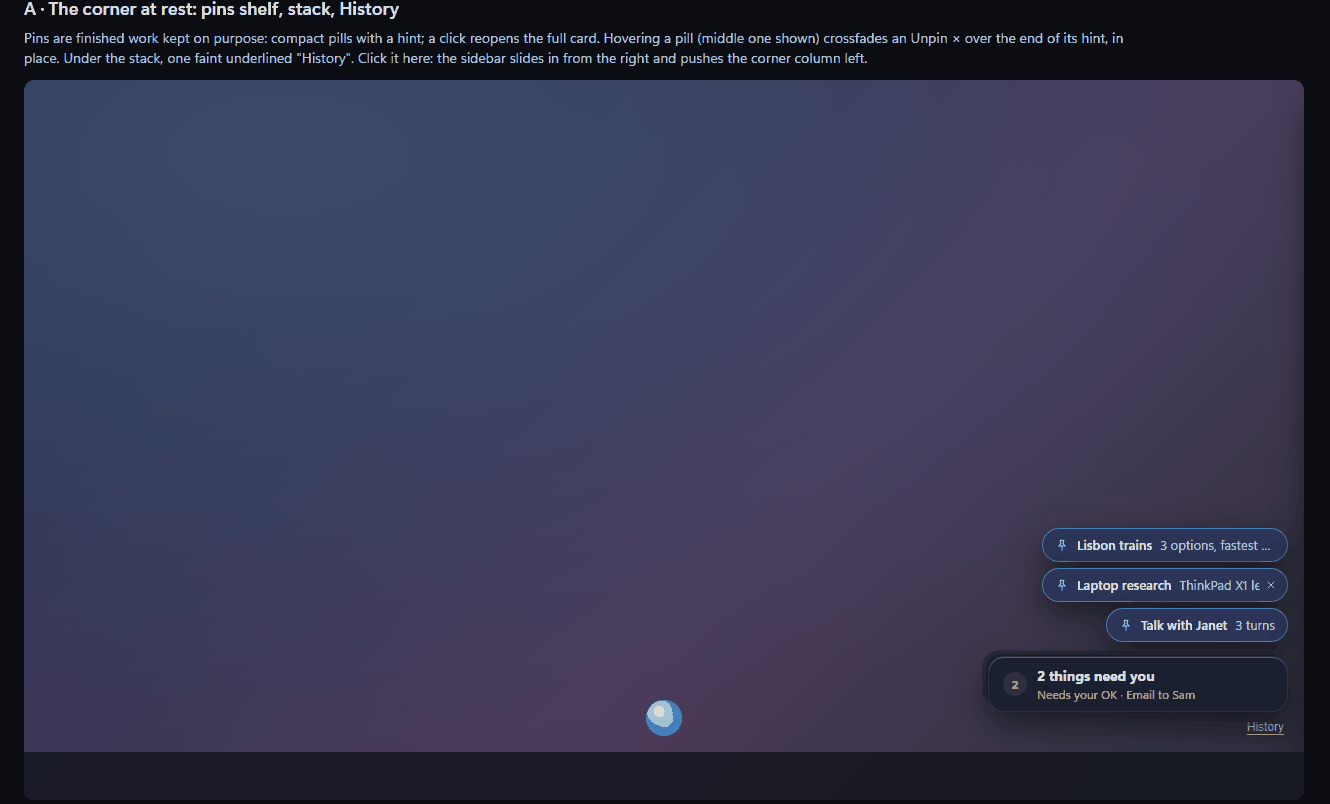 A · The corner at rest: pins shelf, stack, History
Pins are finished work kept on purpose: compact pills with a hint; a click reopens the full card. Hovering a pill (middle one shown) crossfades an Unpin × over the end of its hint, in
place. Under the stack, one faint underlined "History". Click it here: the sidebar slides in from the right and pushes the corner column left.
Lisbon trains 3 options, fastest ...
Laptop research ThinkPad X1 le ×
Talk with Janet 3 turns
2 things need you
2
Needs your OK · Email to Sam
History